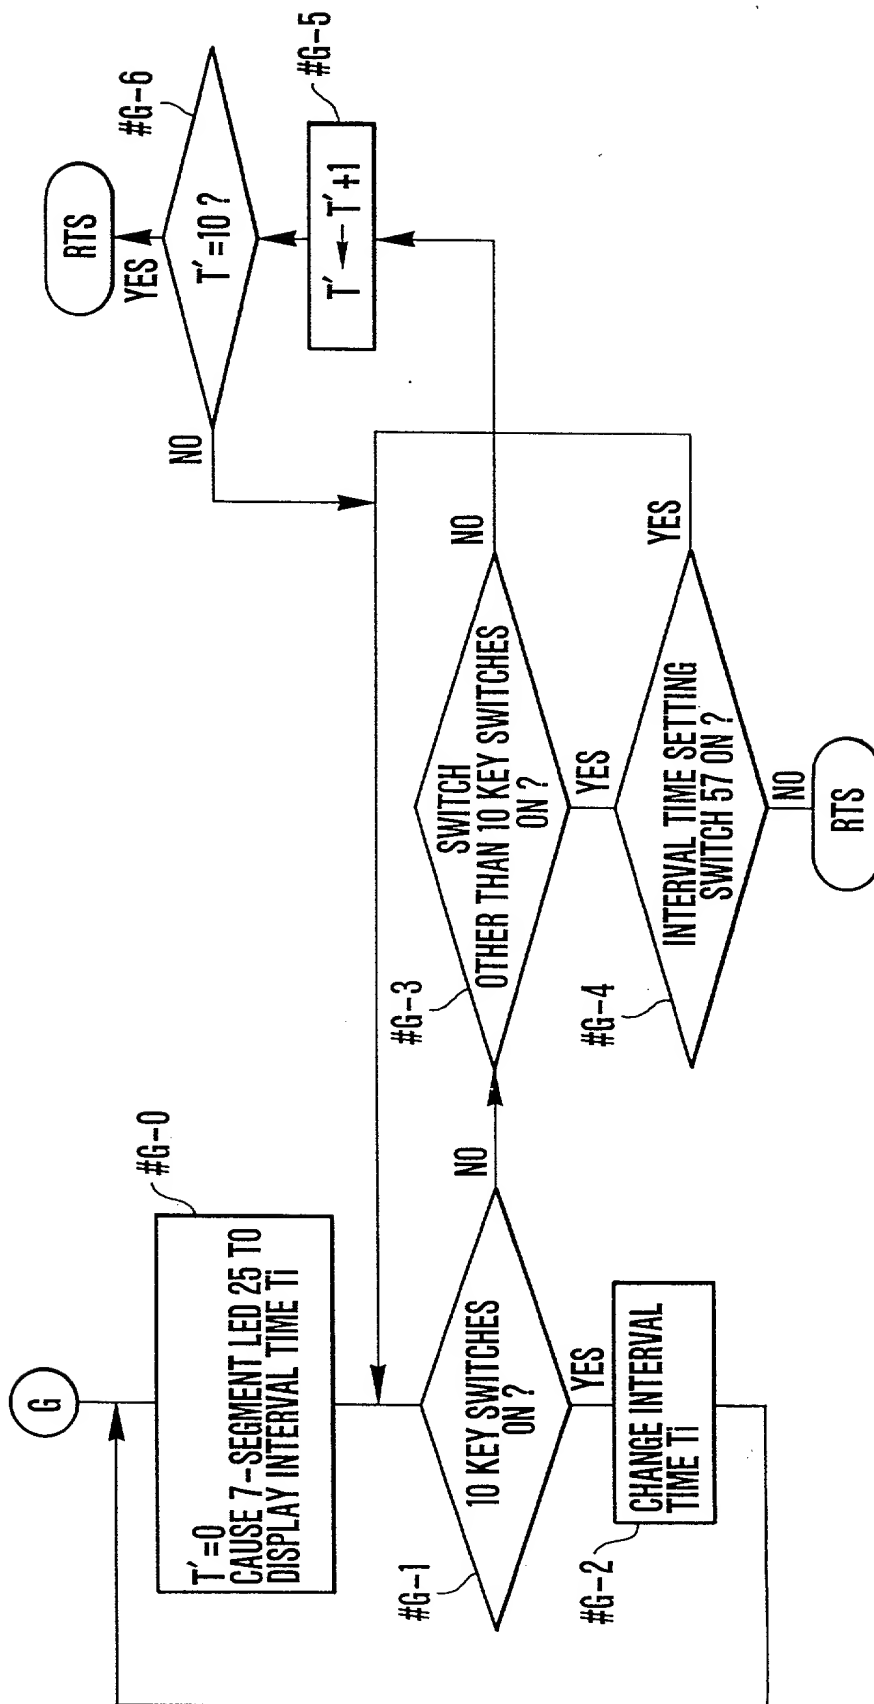 G
#G-0
T'=0
CAUSE 7-SEGMENT LED 25 TO
DISPLAY INTERVAL TIME Ti
#G-1
10 KEY SWITCHES
ON ?
NO
YES
#G-2
CHANGE INTERVAL
TIME Ti
#G-3
SWITCH
OTHER THAN 10 KEY SWITCHES
ON ?
NO
YES
#G-4
INTERVAL TIME SETTING
SWITCH 57 ON ?
YES
NO
RTS
#G-5
T' ← T'+1
#G-6
T'=10 ?
NO
YES
RTS